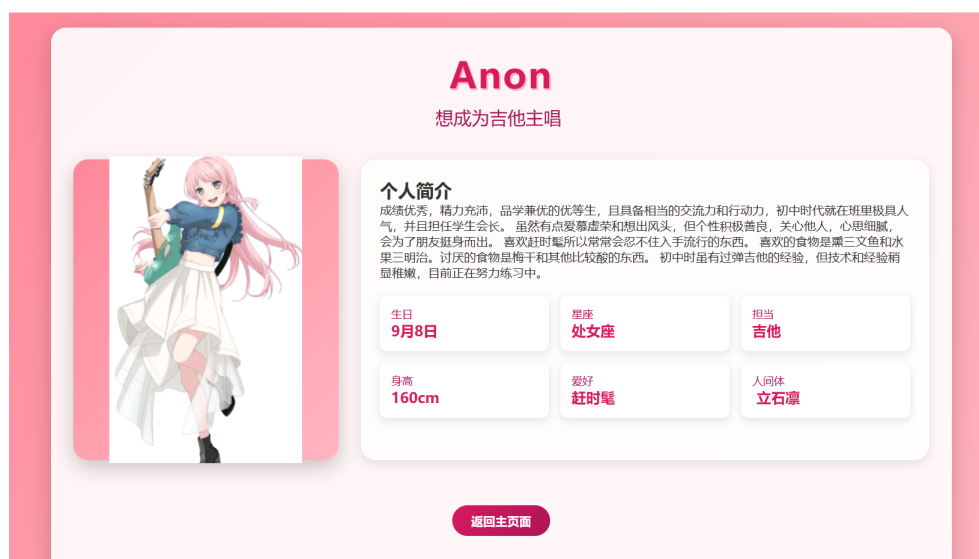 Anon
想成为吉他主唱
个人简介
成绩优秀，精力充沛，品学兼优的优等生，且具备相当的交流力和行动力，初中时代就在班里极具人
气，并且担任学生会长。 虽然有点爱慕虚荣和想出风头，但个性积极善良，关心他人，心思细腻，
会为了朋友挺身而出。 喜欢赶时髦所以常常会忍不住入手流行的东西。 喜欢的食物是熏三文鱼和水
果三明治。讨厌的食物是梅干和其他比较酸的东西。 初中时虽有过弹吉他的经验，但技术和经验稍
显稚嫩，目前正在努力练习中。
生日
9月8日
星座
处女座
担当
吉他
身高
160cm
爱好
赶时髦
人间体
立石凛
返回主页面